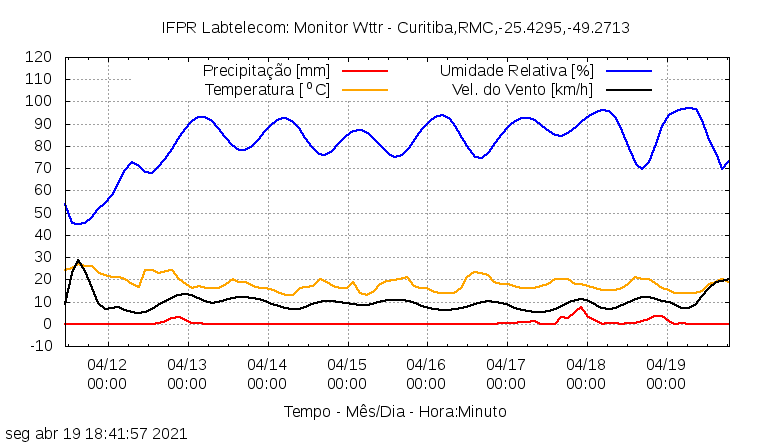 IFPR Labtelecom: Monitor Wttr - Curitiba,RMC,-25.4295,-49.2713
Precipitação [mm]
Temperatura [⁰C]
Umidade Relativa [%]
Vel. do Vento [km/h]
120
110
100
90
80
70
60
50
40
30
20
10
0
-10
04/12 04/13 04/14 04/15 04/16 04/17 04/18 04/19
00:00 00:00 00:00 00:00 00:00 00:00 00:00 00:00
Tempo - Mês/Dia - Hora:Minuto
seg abr 19 18:41:57 2021